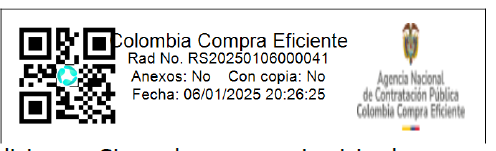 Colombia Compra Eficiente
Rad No. RS20250106000041
Anexos: No Con copia: No
Fecha: 06/01/2025 20:26:25
Agencia Nacional
de Contratación Pública
Colombia Compra Eficiente